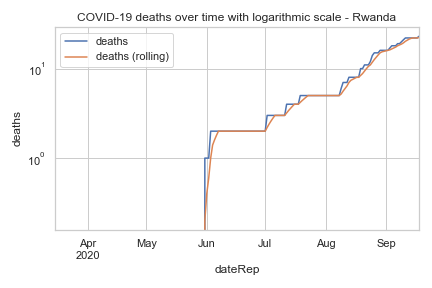 COVID-19 deaths over time with logarithmic scale - Rwanda
deaths
deaths (rolling)
10¹
10⁰
deaths
Apr
2020
May
Jun
Jul
Aug
Sep
dateRep